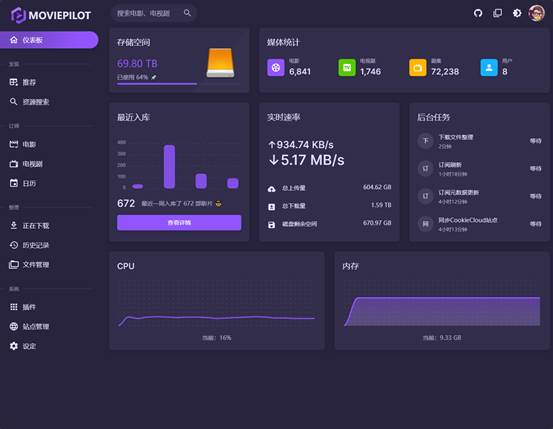 MOVIEPILOT
搜索电影、电视剧
仪表板
发现
推荐
资源搜索
订阅
电影
电视剧
日历
整理
正在下载
历史记录
文件管理
系统
插件
站点管理
设定
存储空间
69.80 TB
已使用 64% 🚀
媒体统计
电影
6,841
电视剧
1,746
剧集
72,238
用户
8
最近入库
400
300
200
100
0
672 最近一周入库了 672 部影片 😄
查看详情
实时速率
↑934.74 KB/s
↓5.17 MB/s
总上传量 604.62 GB
总下载量 1.59 TB
磁盘剩余空间 670.97 GB
后台任务
下 下载文件整理 等待
2分钟
订 订阅刷新 等待
1小时18分钟
订 订阅元数据更新 等待
4小时12分钟
同 同步CookieCloud站点 等待
4小时13分钟
CPU
当前：16%
内存
当前：9.33 GB